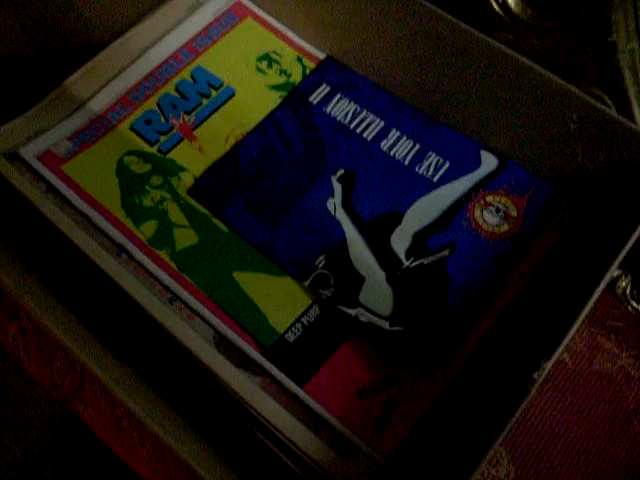 SPECIAL DOUBLE ISSUE
RAM
USE YOUR ILLUSION II
DEEP PURP